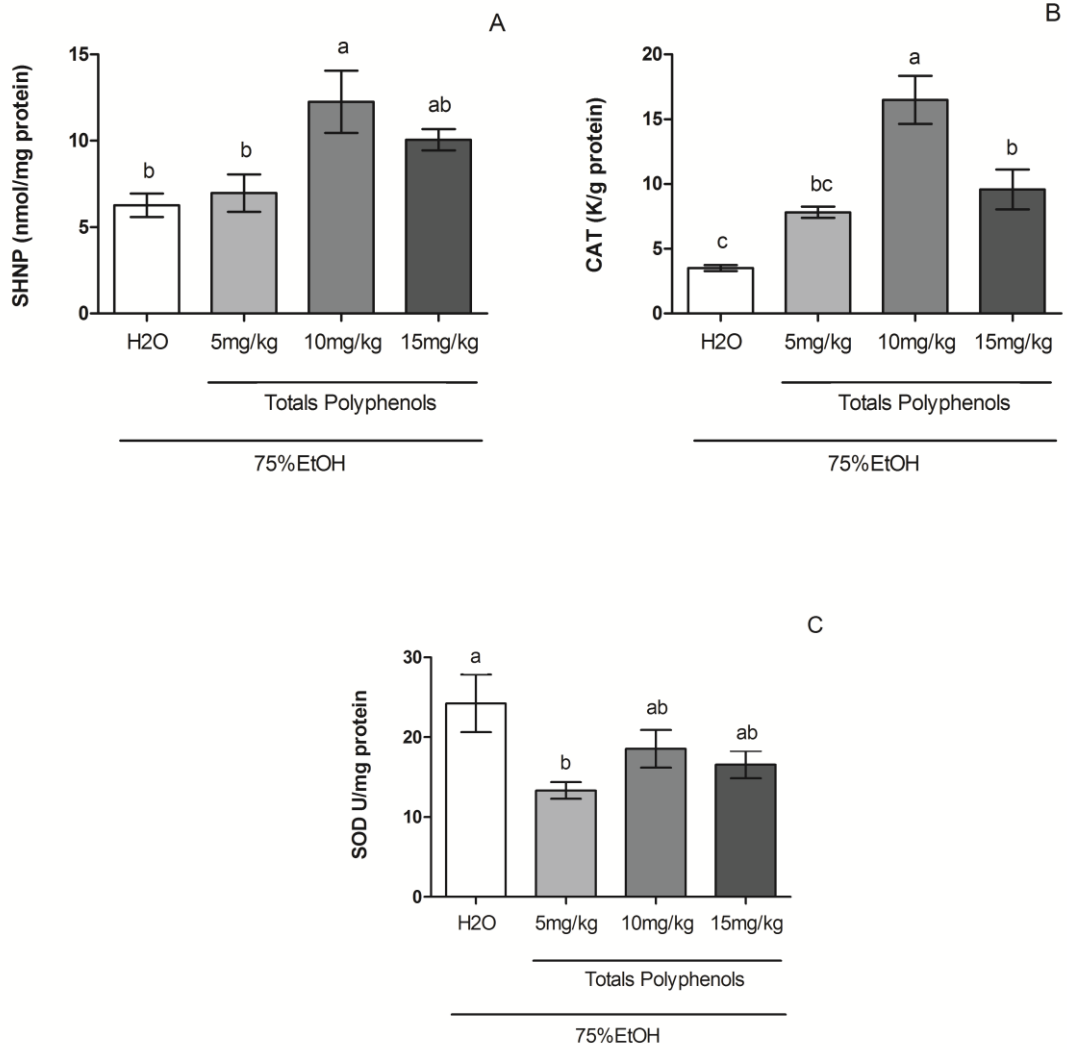 A
SHNP (nmol/mg protein)
15
10
5
0
b
b
a
ab
H2O 5mg/kg 10mg/kg 15mg/kg
Totals Polyphenols
75%EtOH
B
CAT (K/g protein)
20
15
10
5
0
c
bc
a
b
H2O 5mg/kg 10mg/kg 15mg/kg
Totals Polyphenols
75%EtOH
C
SOD U/mg protein
30
20
10
0
a
b
ab
ab
H2O 5mg/kg 10mg/kg 15mg/kg
Totals Polyphenols
75%EtOH